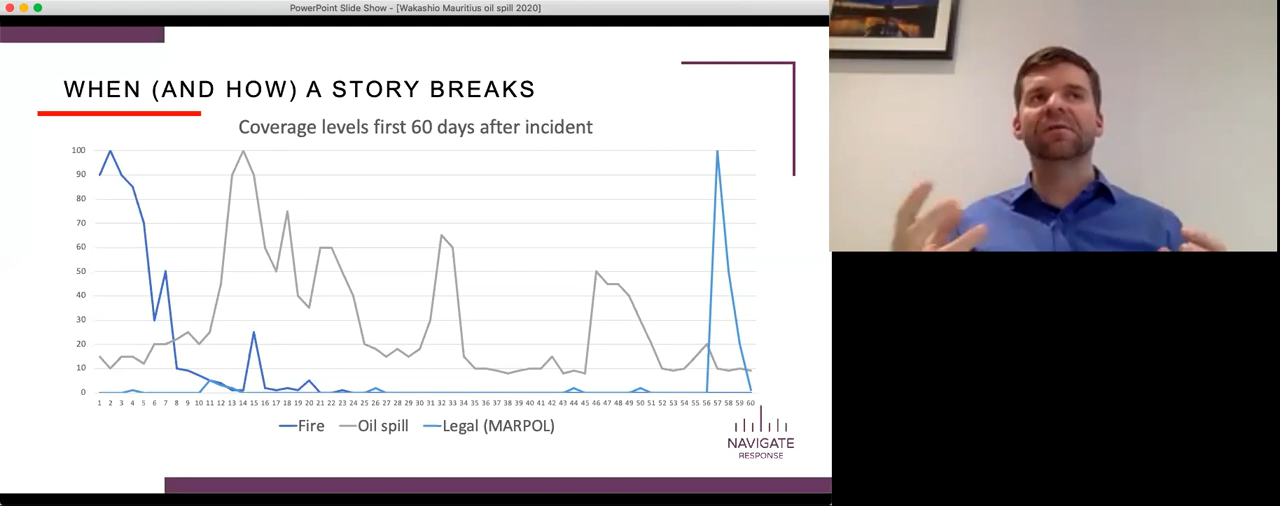 PowerPoint Slide Show - [Wakashio Mauritius oil spill 2020]
WHEN (AND HOW) A STORY BREAKS
Coverage levels first 60 days after incident
100
90
80
70
60
50
40
30
20
10
0
1 2 3 4 5 6 7 8 9 10 11 12 13 14 15 16 17 18 19 20 21 22 23 24 25 26 27 28 29 30 31 32 33 34 35 36 37 38 39 40 41 42 43 44 45 46 47 48 49 50 51 52 53 54 55 56 57 58 59 60
Fire Oil spill Legal (MARPOL)
NAVIGATE
RESPONSE